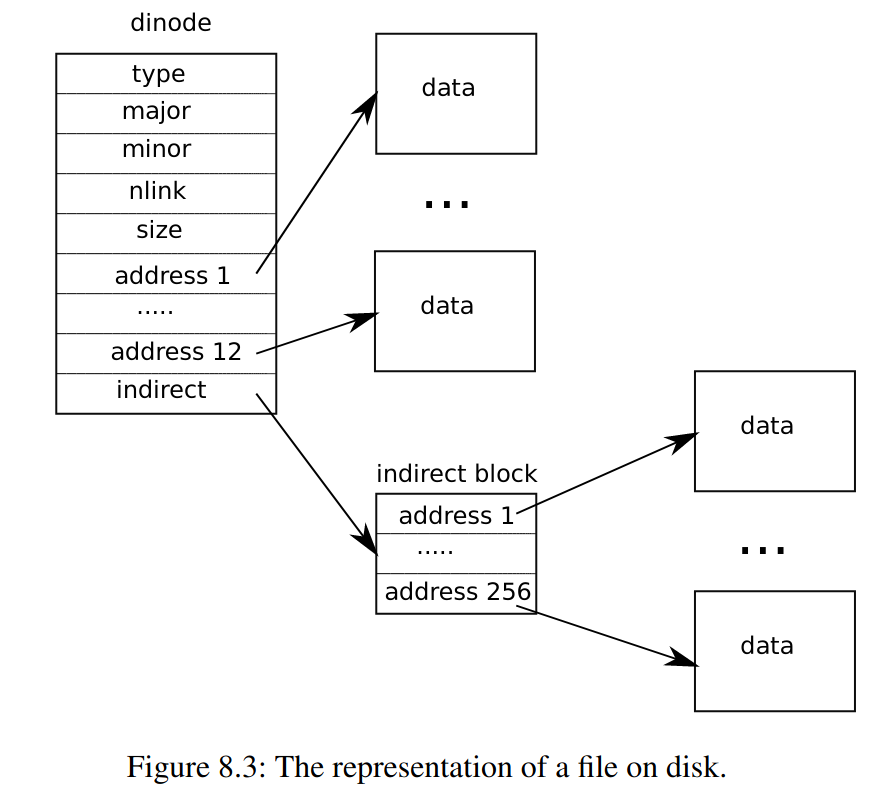 dinode
type
major
minor
nlink
size
address 1
.....
address 12
indirect
data
...
data
indirect block
address 1
.....
address 256
data
...
data
Figure 8.3: The representation of a file on disk.